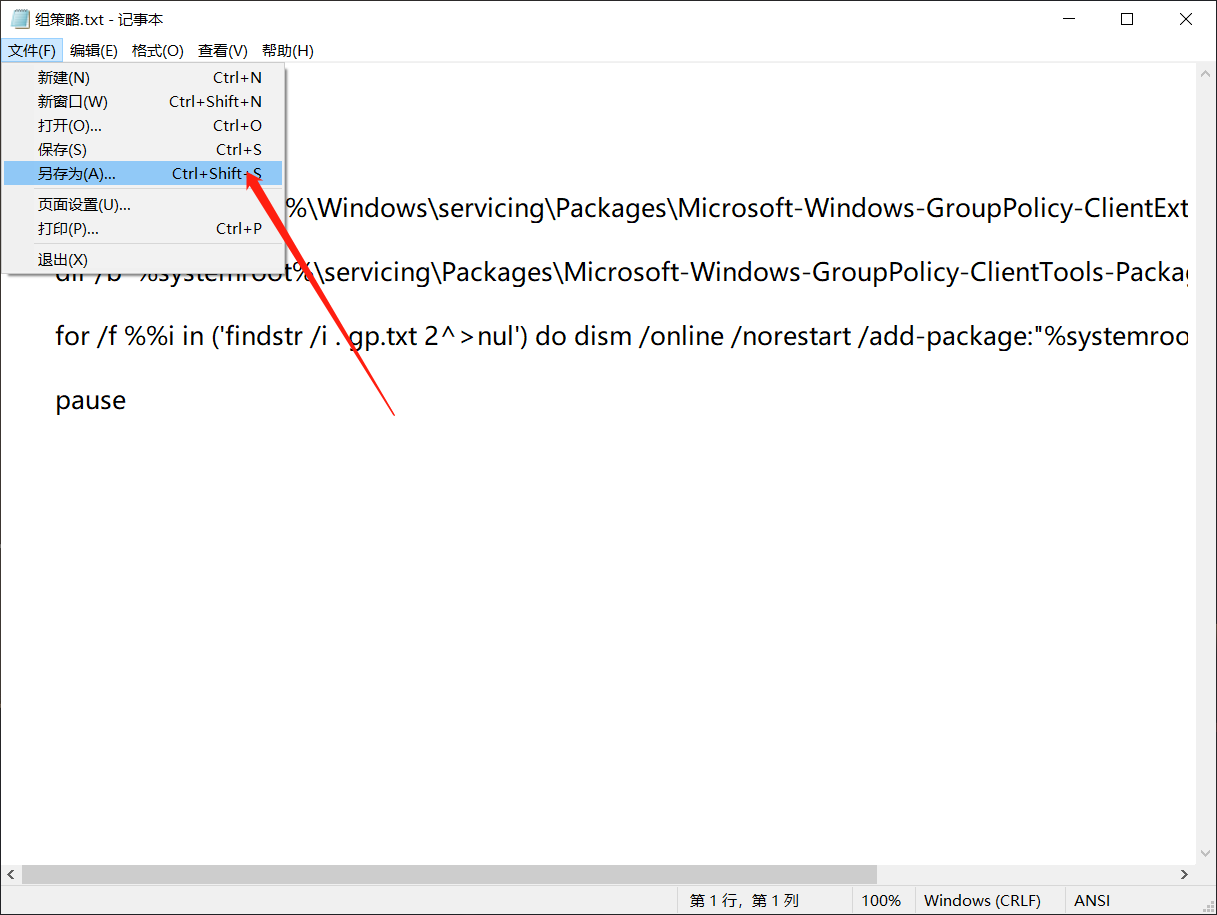 组策略.txt - 记事本
文件(F) 编辑(E) 格式(O) 查看(V) 帮助(H)
新建(N) Ctrl+N
新窗口(W) Ctrl+Shift+N
打开(O)... Ctrl+O
保存(S) Ctrl+S
另存为(A)... Ctrl+Shift+S
页面设置(U)...
打印(P)... Ctrl+P
退出(X)
%\Windows\servicing\Packages\Microsoft-Windows-GroupPolicy-ClientExt
dir /b "%systemroot%\servicing\Packages\Microsoft-Windows-GroupPolicy-ClientTools-Packag
for /f %%i in ('findstr /i . gp.txt 2^>nul') do dism /online /norestart /add-package:"%systemroo
pause
第 1 行，第 1 列 100% Windows (CRLF) ANSI